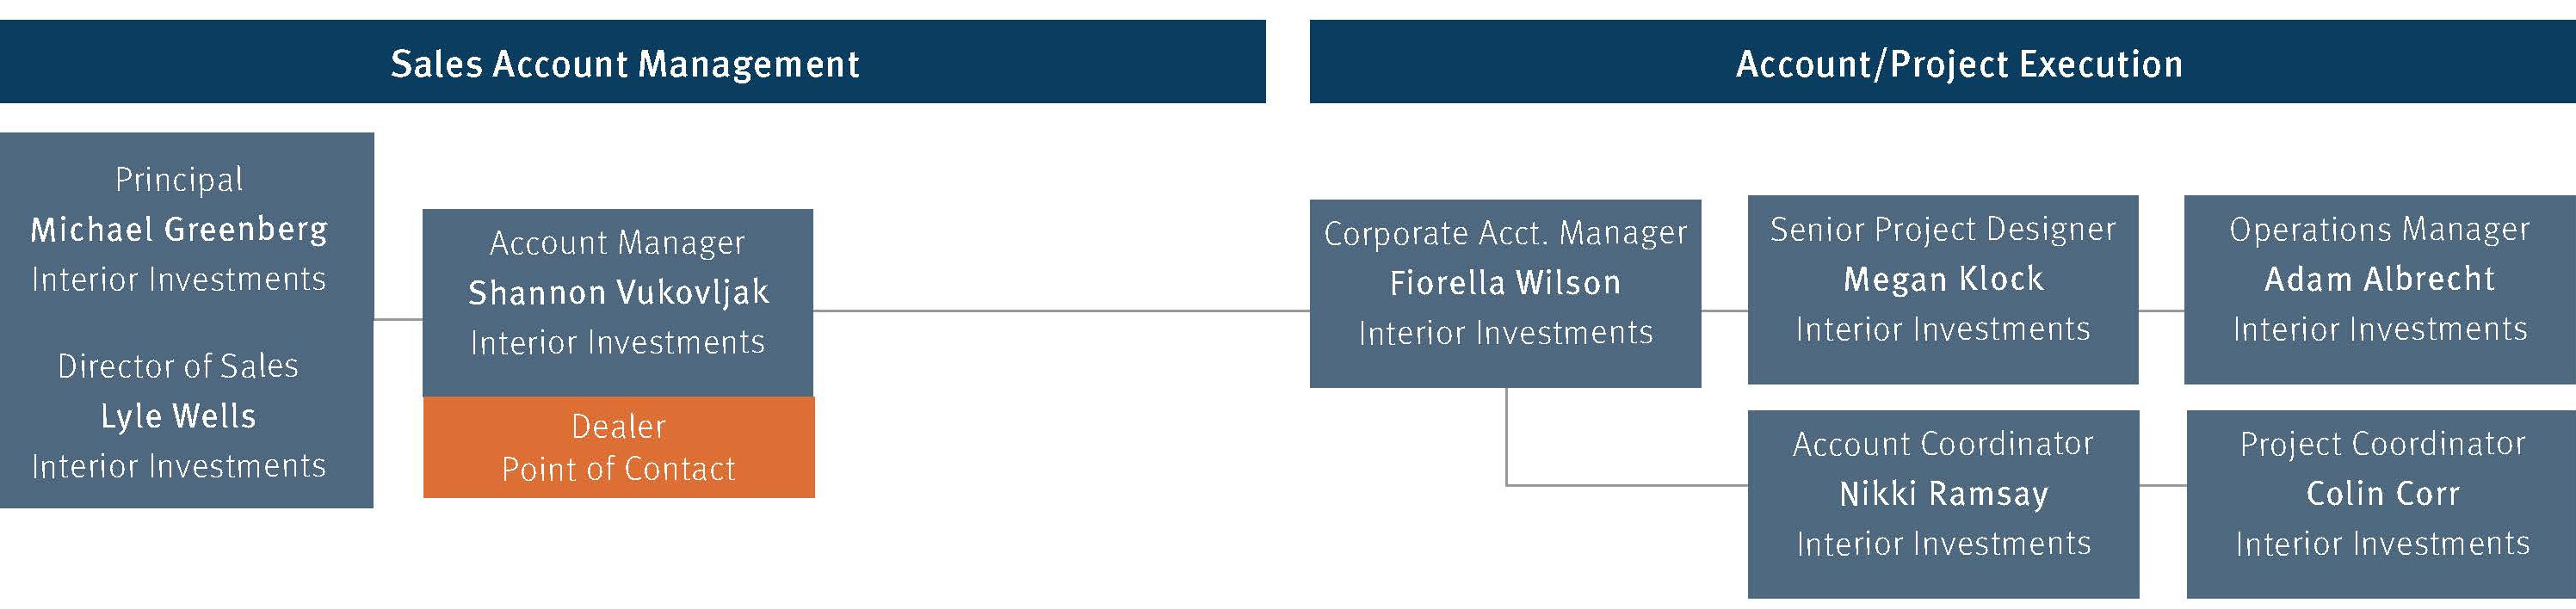 Sales Account Management
Account/Project Execution
Principal
Michael Greenberg
Interior Investments
Director of Sales
Lyle Wells
Interior Investments
Account Manager
Shannon Vukovljak
Interior Investments
Dealer
Point of Contact
Corporate Acct. Manager
Fiorella Wilson
Interior Investments
Senior Project Designer
Megan Klock
Interior Investments
Operations Manager
Adam Albrecht
Interior Investments
Account Coordinator
Nikki Ramsay
Interior Investments
Project Coordinator
Colin Corr
Interior Investments